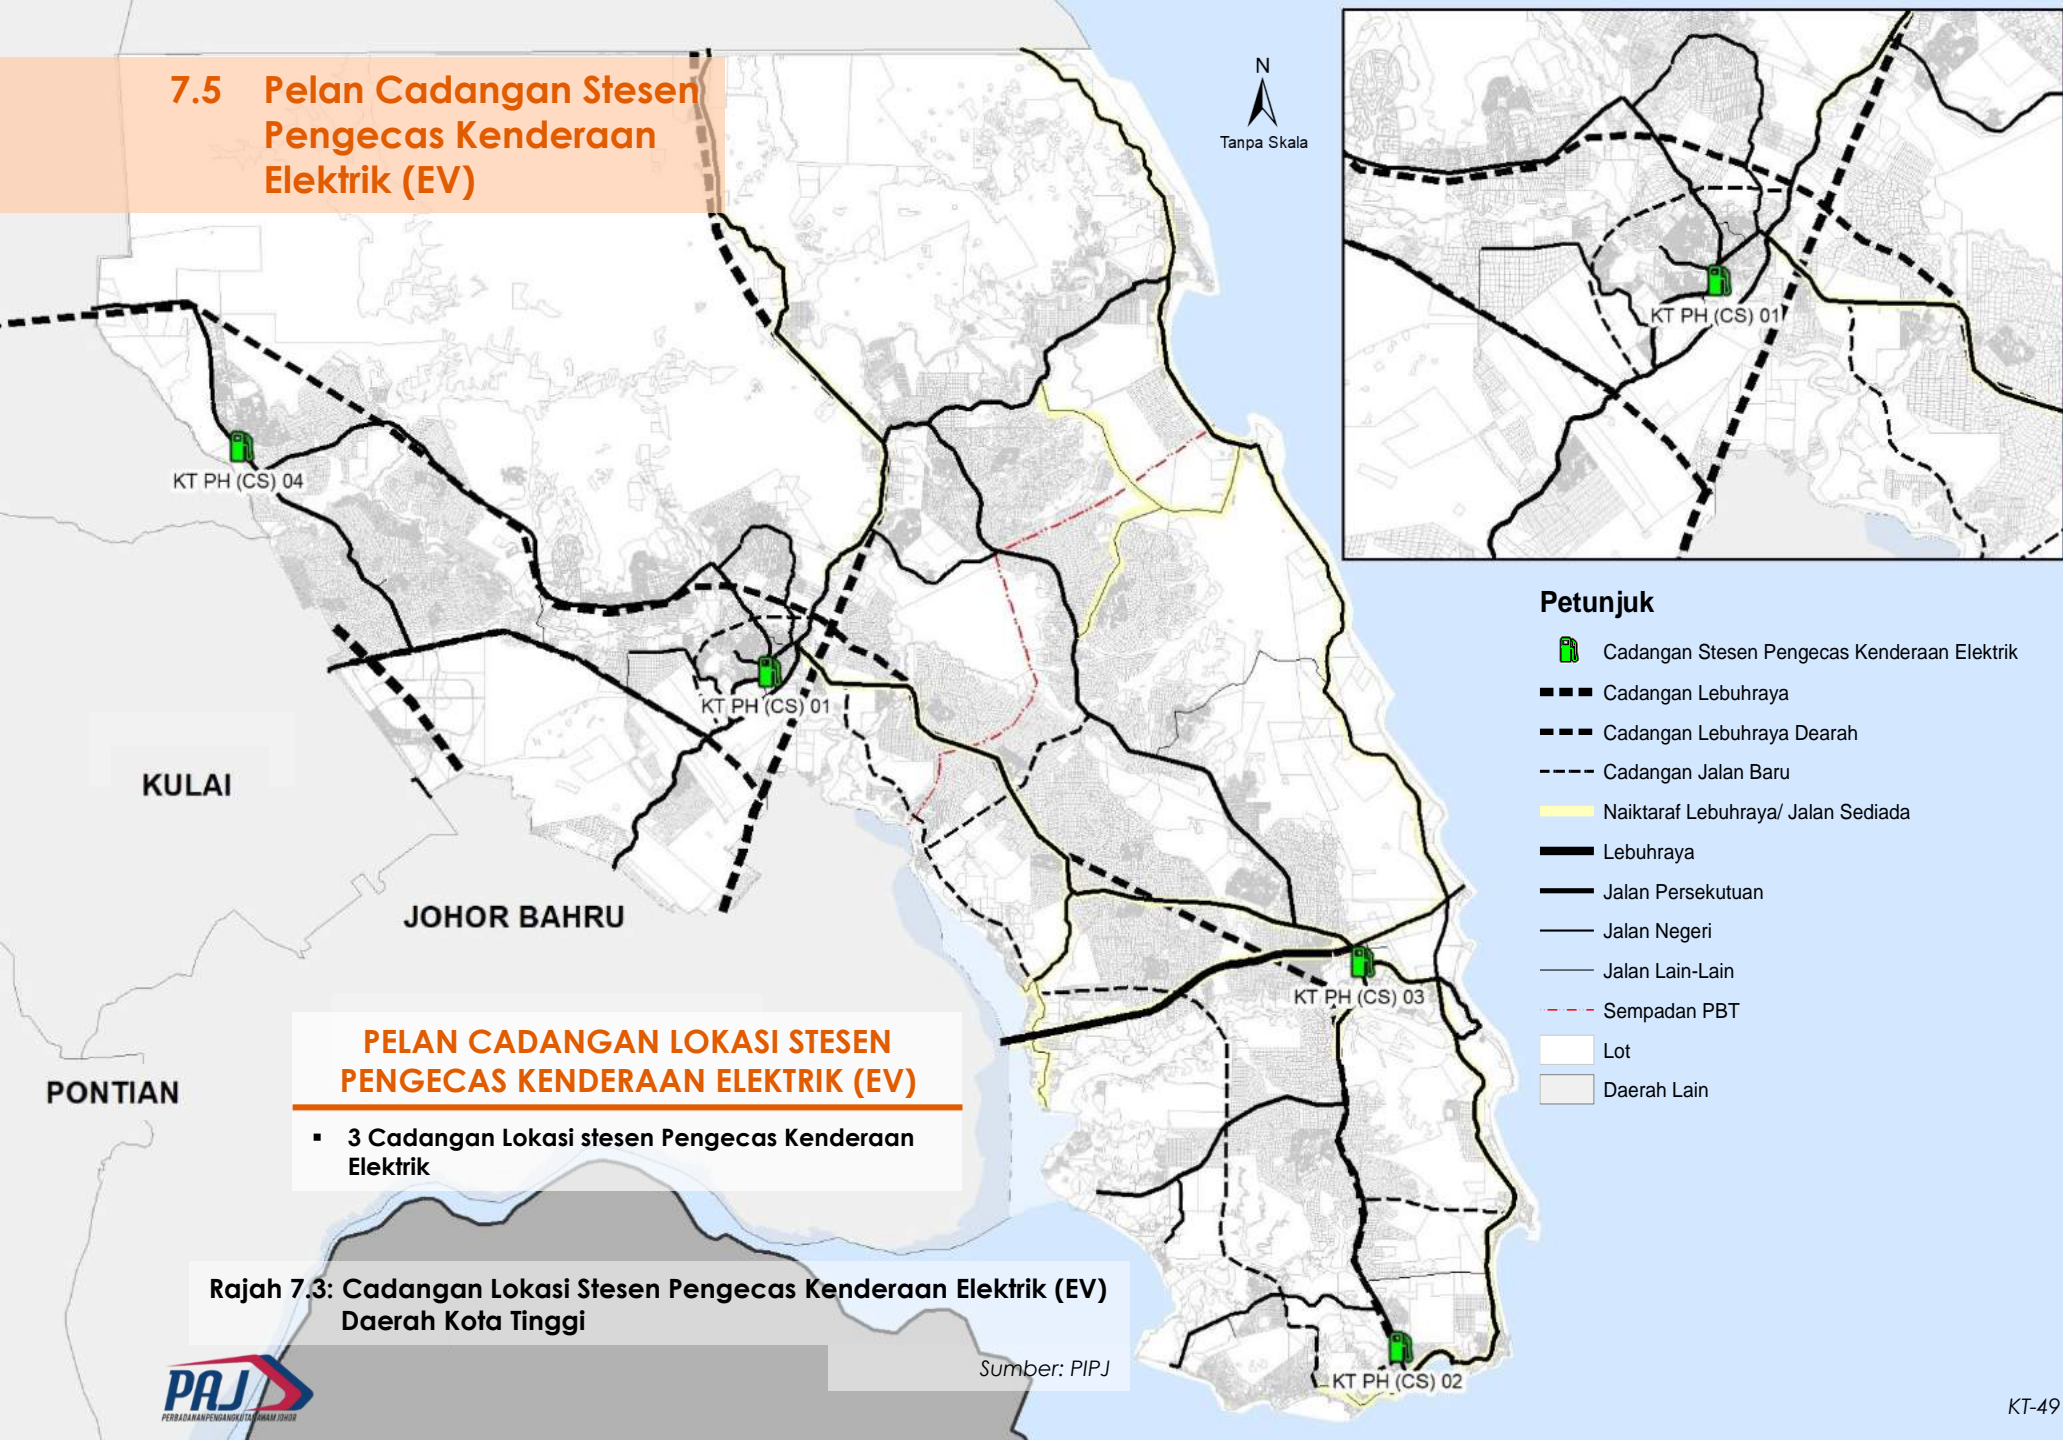 7.5 Pelan Cadangan Stesen
Pengecas Kenderaan
Elektrik (EV)
N
Tanpa Skala
KT PH (CS) 01
KT PH (CS) 04
KT PH (CS) 01
KULAI
JOHOR BAHRU
PONTIAN
KT PH (CS) 03
KT PH (CS) 02
Petunjuk
Cadangan Stesen Pengecas Kenderaan Elektrik
Cadangan Lebuhraya
Cadangan Lebuhraya Dearah
Cadangan Jalan Baru
Naiktaraf Lebuhraya/ Jalan Sediada
Lebuhraya
Jalan Persekutuan
Jalan Negeri
Jalan Lain-Lain
Sempadan PBT
Lot
Daerah Lain
PELAN CADANGAN LOKASI STESEN
PENGECAS KENDERAAN ELEKTRIK (EV)
▪ 3 Cadangan Lokasi stesen Pengecas Kenderaan
Elektrik
Rajah 7.3: Cadangan Lokasi Stesen Pengecas Kenderaan Elektrik (EV)
Daerah Kota Tinggi
Sumber: PIPJ
PAJ
PERBADANAN PENGANGKUTAN AWAM JOHOR
KT-49